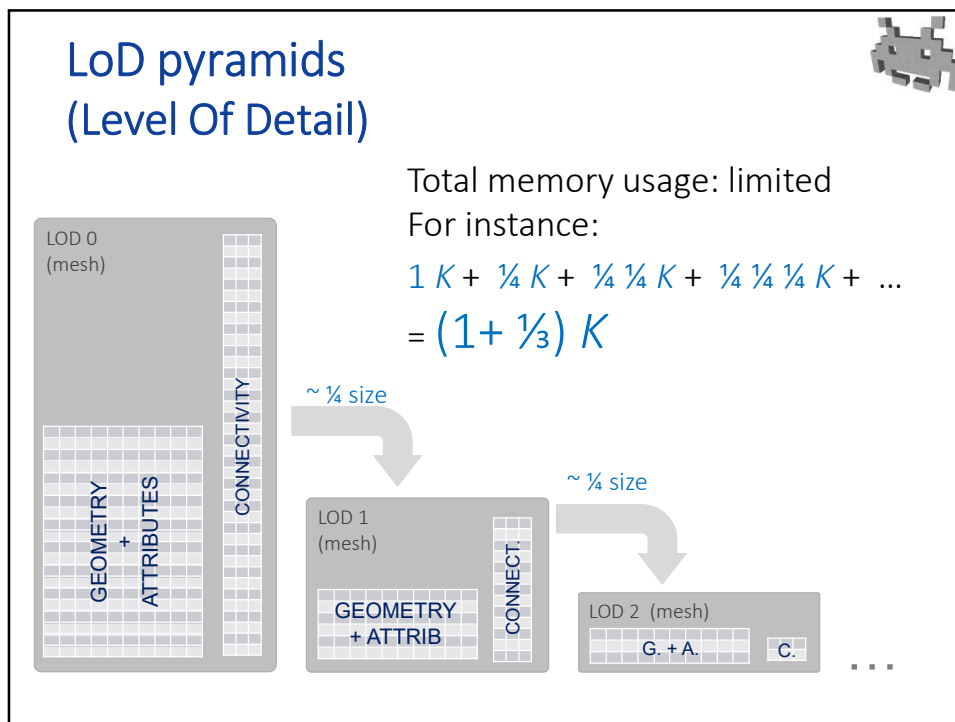 LoD pyramids
(Level Of Detail)
Total memory usage: limited
For instance:
1 K + ¼ K + ¼ ¼ K + ¼ ¼ ¼ K + ...
= (1+ ⅓) K
LOD 0
(mesh)
GEOMETRY
+
ATTRIBUTES
CONNECTIVITY
~ ¼ size
LOD 1
(mesh)
GEOMETRY
+ ATTRIB
CONNECT.
~ ¼ size
LOD 2 (mesh)
G. + A.
C.
...